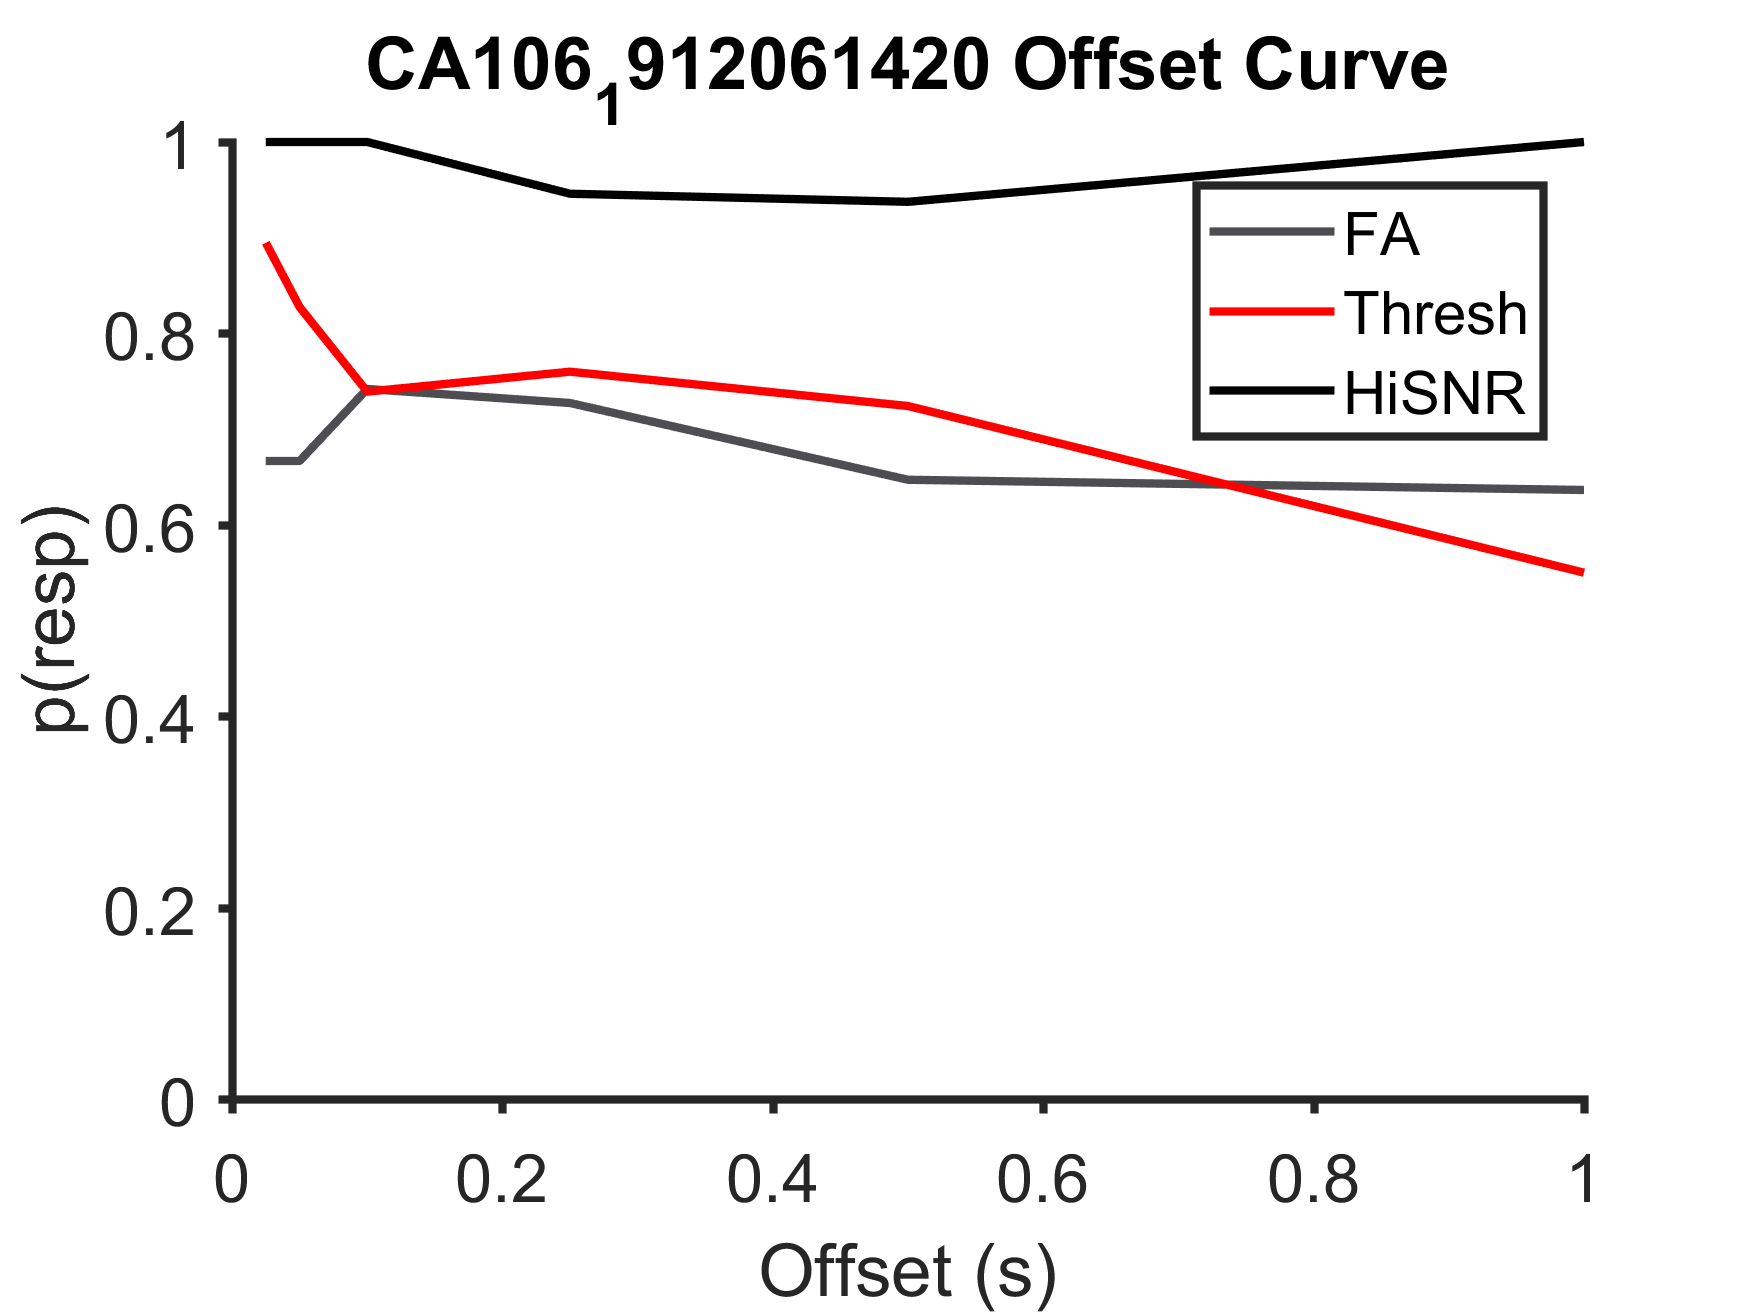 CA106₁912061420 Offset Curve
1
0.8
0.6
0.4
0.2
0
p(resp)
FA
Thresh
HiSNR
0 0.2 0.4 0.6 0.8 1
Offset (s)